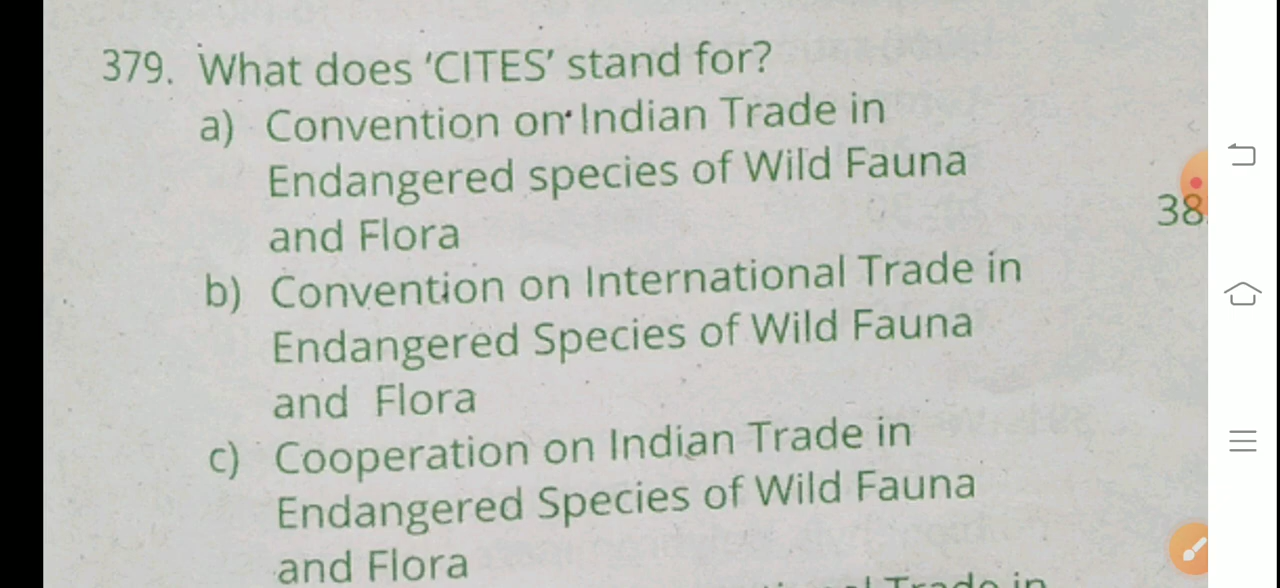 379. What does ‘CITES’ stand for?
a) Convention on Indian Trade in
Endangered species of Wild Fauna
and Flora
b) Convention on International Trade in
Endangered Species of Wild Fauna
and Flora
c) Cooperation on Indian Trade in
Endangered Species of Wild Fauna
and Flora
Trade in
38